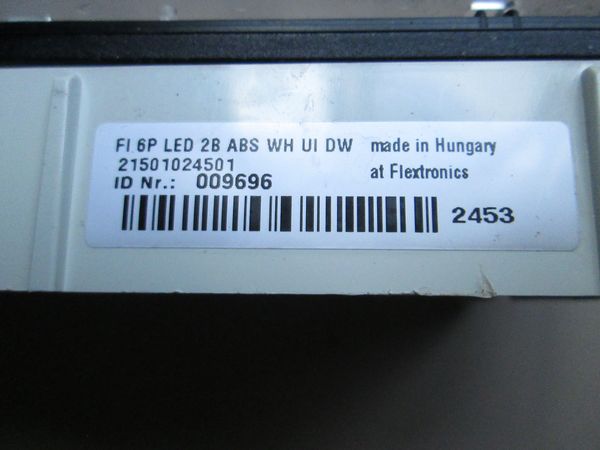 FI 6P LED 2B ABS WH UI DW made in Hungary
21501024501 at Flextronics
ID Nr.: 009696
2453